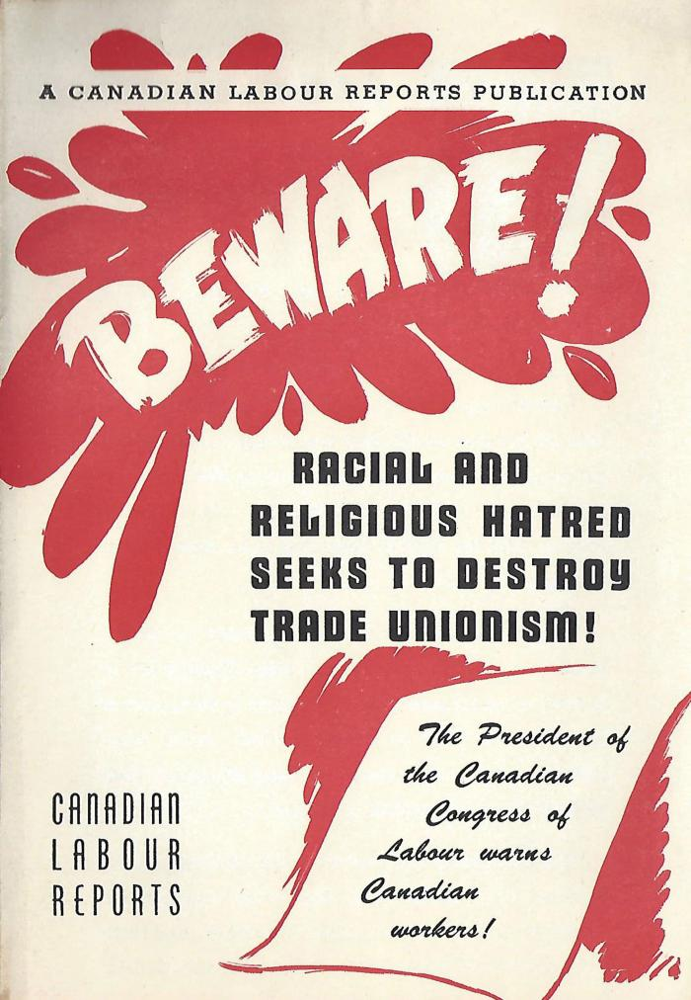 A CANADIAN LABOUR REPORTS PUBLICATION
BEWARE!
RACIAL AND
RELIGIOUS HATRED
SEEKS TO DESTROY
TRADE UNIONISM!
The President of
the Canadian
Congress of
Labour warns
Canadian
workers!
CANADIAN
LABOUR
REPORTS